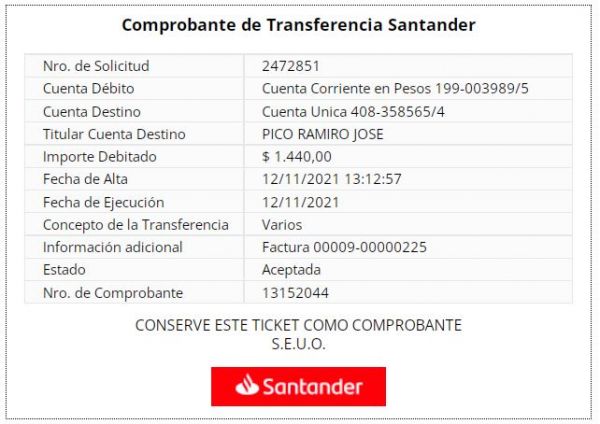 Comprobante de Transferencia Santander
Nro. de Solicitud 2472851
Cuenta Débito Cuenta Corriente en Pesos 199-003989/5
Cuenta Destino Cuenta Unica 408-358565/4
Titular Cuenta Destino PICO RAMIRO JOSE
Importe Debitado $ 1.440,00
Fecha de Alta 12/11/2021 13:12:57
Fecha de Ejecución 12/11/2021
Concepto de la Transferencia Varios
Información adicional Factura 00009-00000225
Estado Aceptada
Nro. de Comprobante 13152044
CONSERVE ESTE TICKET COMO COMPROBANTE
S.E.U.O.
Santander